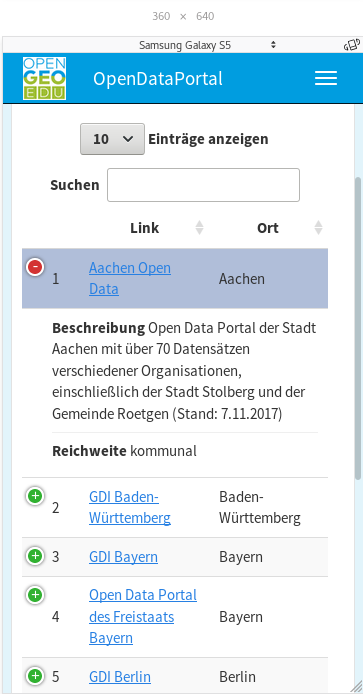 360 × 640
Samsung Galaxy S5
OPEN
GEO
EDU
OpenDataPortal
10 Einträge anzeigen
Suchen
Link Ort
1 Aachen Open Data Aachen
Beschreibung Open Data Portal der Stadt
Aachen mit über 70 Datensätzen
verschiedener Organisationen,
einschließlich der Stadt Stolberg und der
Gemeinde Roetgen (Stand: 7.11.2017)
Reichweite kommunal
2 GDI Baden-Württemberg Baden-Württemberg
3 GDI Bayern Bayern
4 Open Data Portal des Freistaats Bayern Bayern
5 GDI Berlin Berlin